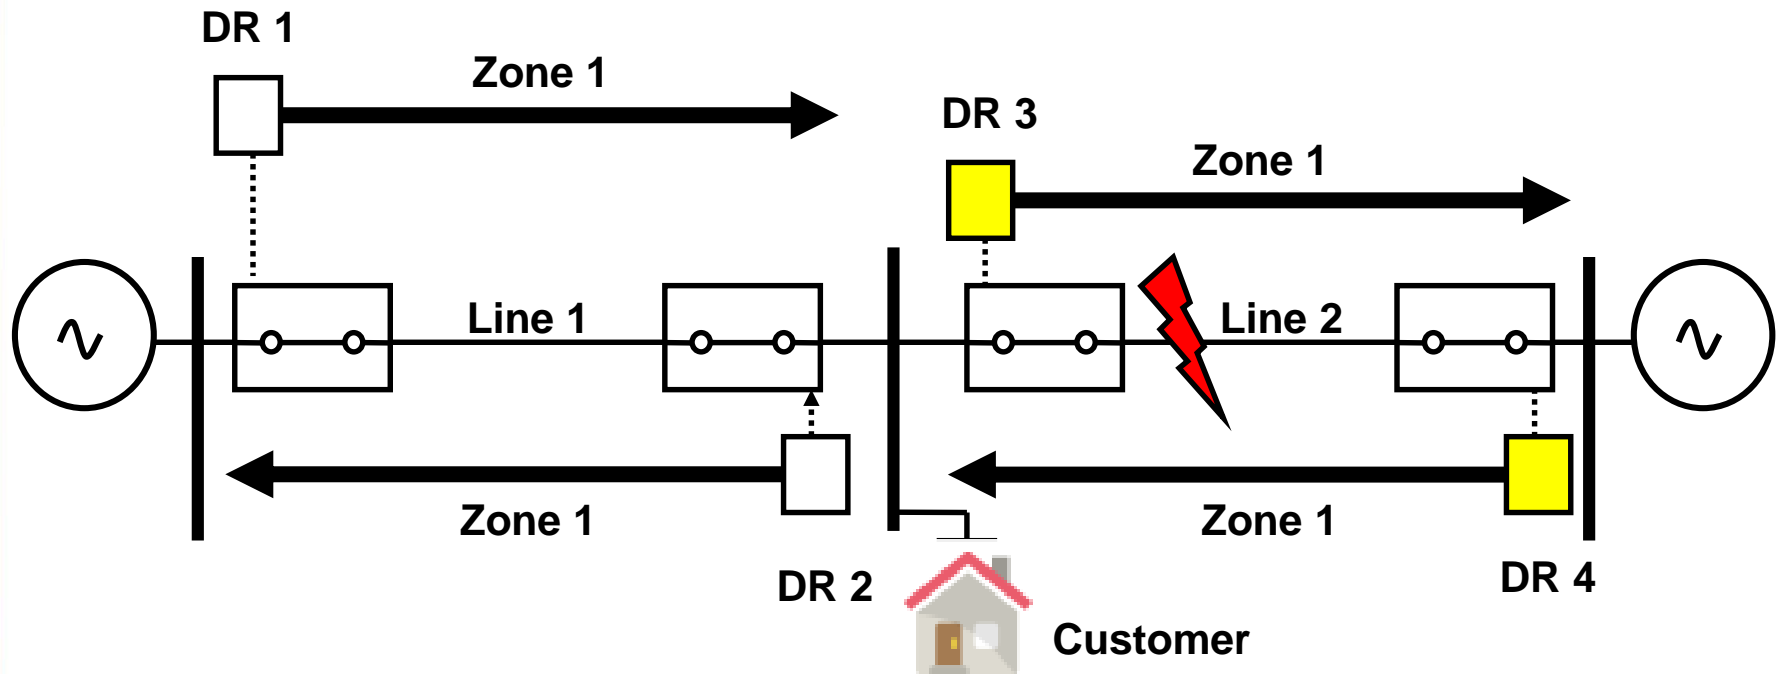 DR 1
Zone 1
DR 3
Zone 1
Line 1
Line 2
Zone 1
Zone 1
DR 2
DR 4
Customer